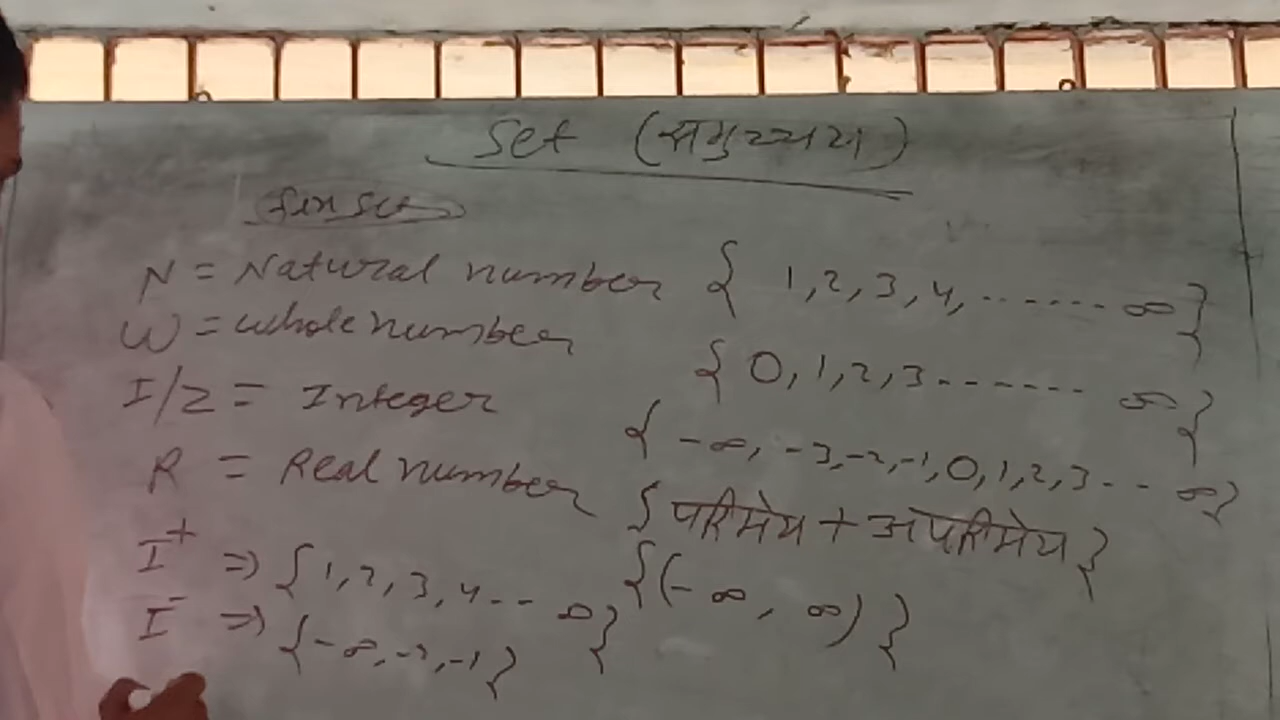 Set (समुच्चय)
N = Natural number { 1, 2, 3, 4, ....... ∞ }
W = whole number { 0, 1, 2, 3 ------- ∞ }
I/Z = Integer { -∞, -3, -2, -1, 0, 1, 2, 3 -- - ∞ }
R = Real number { परिमेय + अपरिमेय }
{ (- ∞, ∞) }
I⁺ ⇒ { 1, 2, 3, 4 -- ∞ }
I⁻ ⇒ { -∞, -2, -1 }